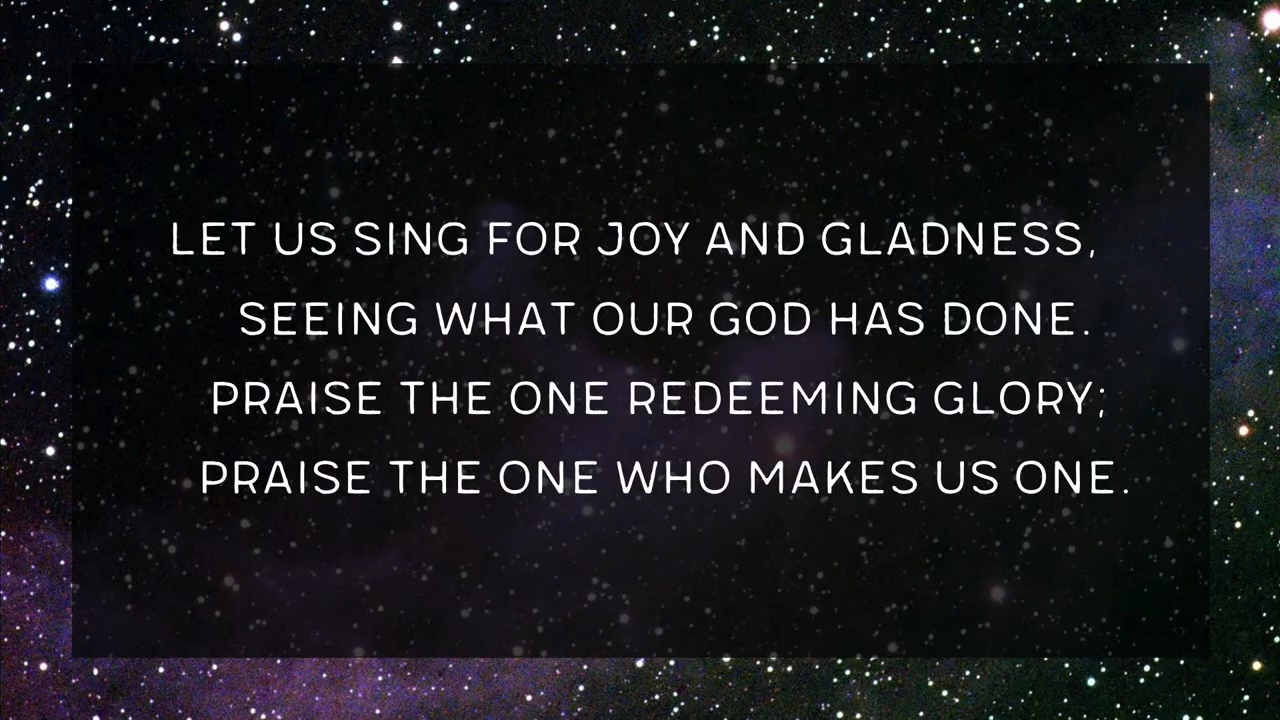 LET US SING FOR JOY AND GLADNESS,
SEEING WHAT OUR GOD HAS DONE.
PRAISE THE ONE REDEEMING GLORY;
PRAISE THE ONE WHO MAKES US ONE.